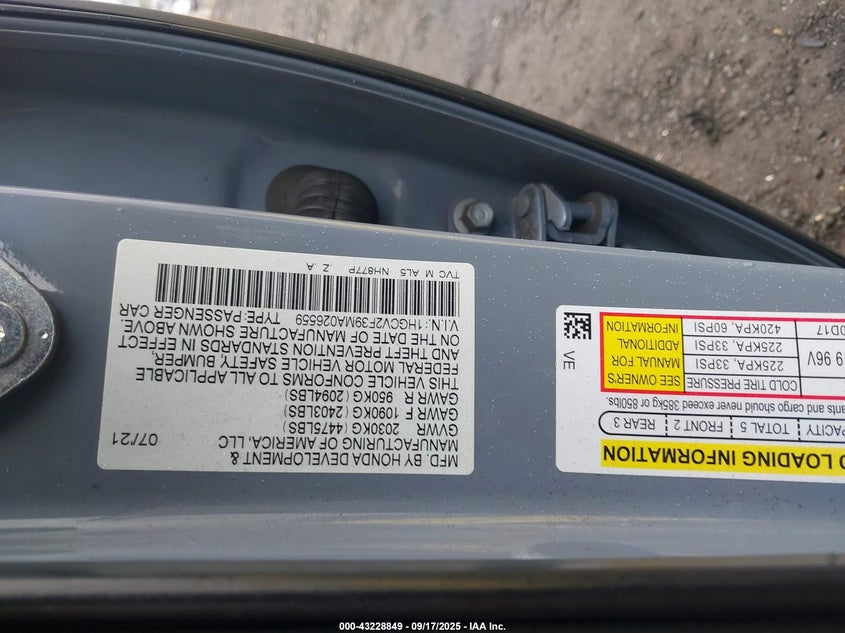 MFD. BY HONDA DEVELOPMENT &
MANUFACTURING OF AMERICA, LLC
07/21
GVWR 2030KG (4475LBS)
GAWR F 1090KG (2403LBS)
GAWR R 950KG (2094LBS)
THIS VEHICLE CONFORMS TO ALL APPLICABLE
FEDERAL MOTOR VEHICLE SAFETY, BUMPER,
AND THEFT PREVENTION STANDARDS IN EFFECT
ON THE DATE OF MANUFACTURE SHOWN ABOVE.
V.I.N.: 1HGCV2F39MA026559 TYPE: PASSENGER CAR
TVC M AL5 NH877P Z A
LOADING INFORMATION
TOTAL 5 FRONT 2 REAR 3
and cargo should never exceed 385kg or 850lbs.
COLD TIRE PRESSURE SEE OWNER'S
96V 225KPA, 33PSI MANUAL FOR
225KPA, 33PSI ADDITIONAL
420KPA, 60PSI INFORMATION
VE
000-43228849 - 09/17/2025 - IAA Inc.